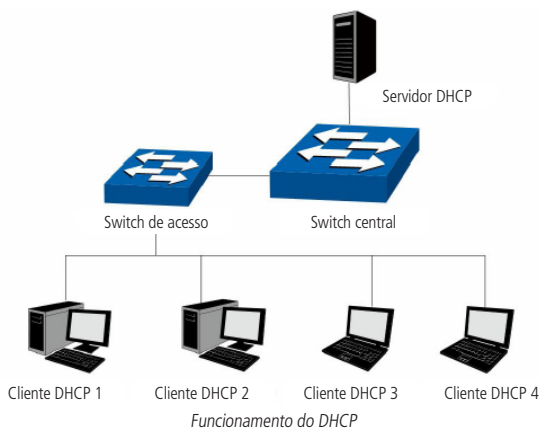 Servidor DHCP
Switch de acesso
Switch central
Cliente DHCP 1
Cliente DHCP 2
Cliente DHCP 3
Cliente DHCP 4
Funcionamento do DHCP